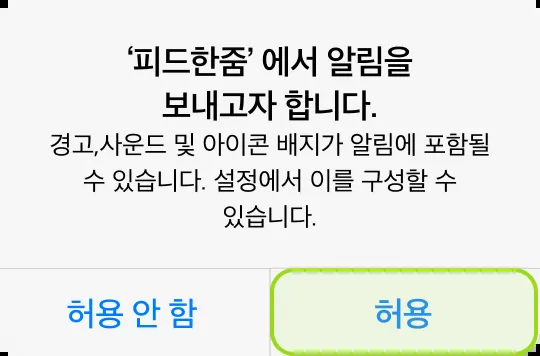 ‘피드한줌’ 에서 알림을
보내고자 합니다.
경고,사운드 및 아이콘 배지가 알림에 포함될
수 있습니다. 설정에서 이를 구성할 수
있습니다.
허용 안 함
허용